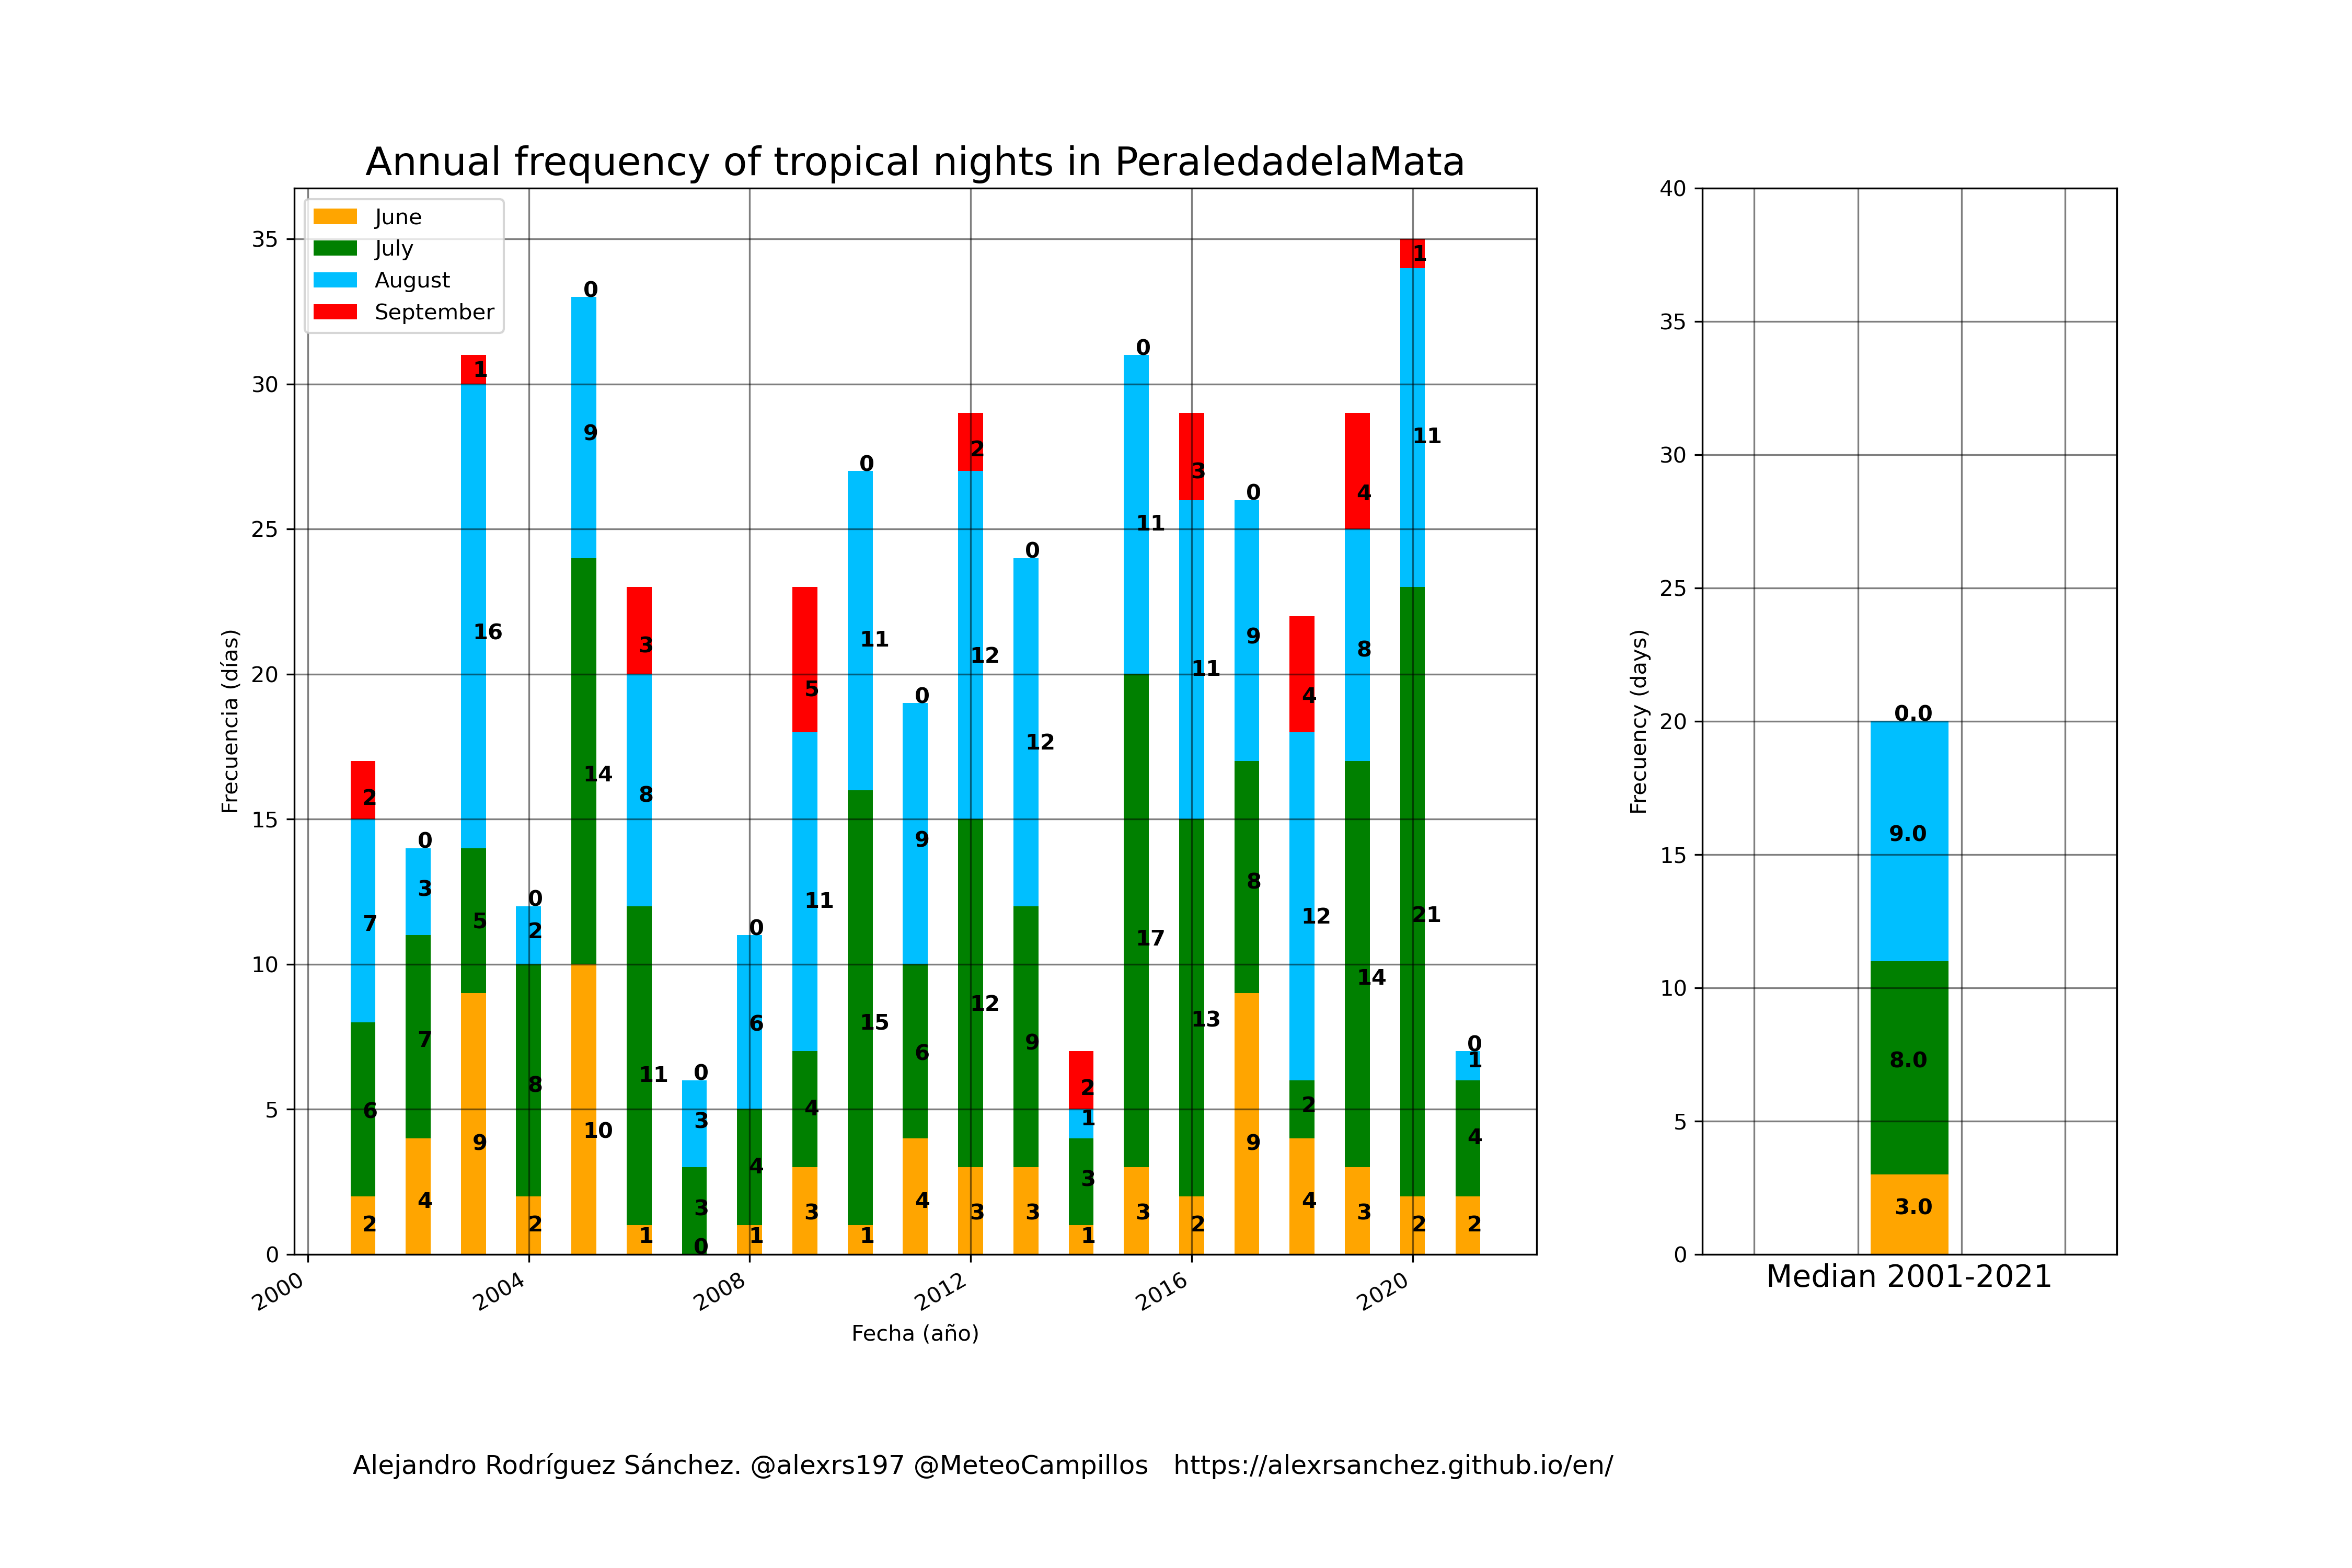 Annual frequency of tropical nights in PeraledadelaMata
June
July
August
September
Frecuencia (días)
35
30
25
20
15
10
5
0
2 6 7 2
4 7 3 0
9 5 16 1
2 8 2 0
10 14 9 0
1 11 8 3
0 3 3 0
1 4 6 0
3 4 11 5
1 15 11 0
4 6 9 0
3 12 12 2
3 9 12 0
1 3 1 2
3 17 11 0
2 13 11 3
9 8 9 0
4 2 12 4
3 14 8 4
2 21 11 1
2 4 1 0
2000 2004 2008 2012 2016 2020
Fecha (año)
Frecuency (days)
40
35
30
25
20
15
10
5
0
0.0
9.0
8.0
3.0
Median 2001-2021
Alejandro Rodríguez Sánchez. @alexrs197 @MeteoCampillos https://alexrsanchez.github.io/en/